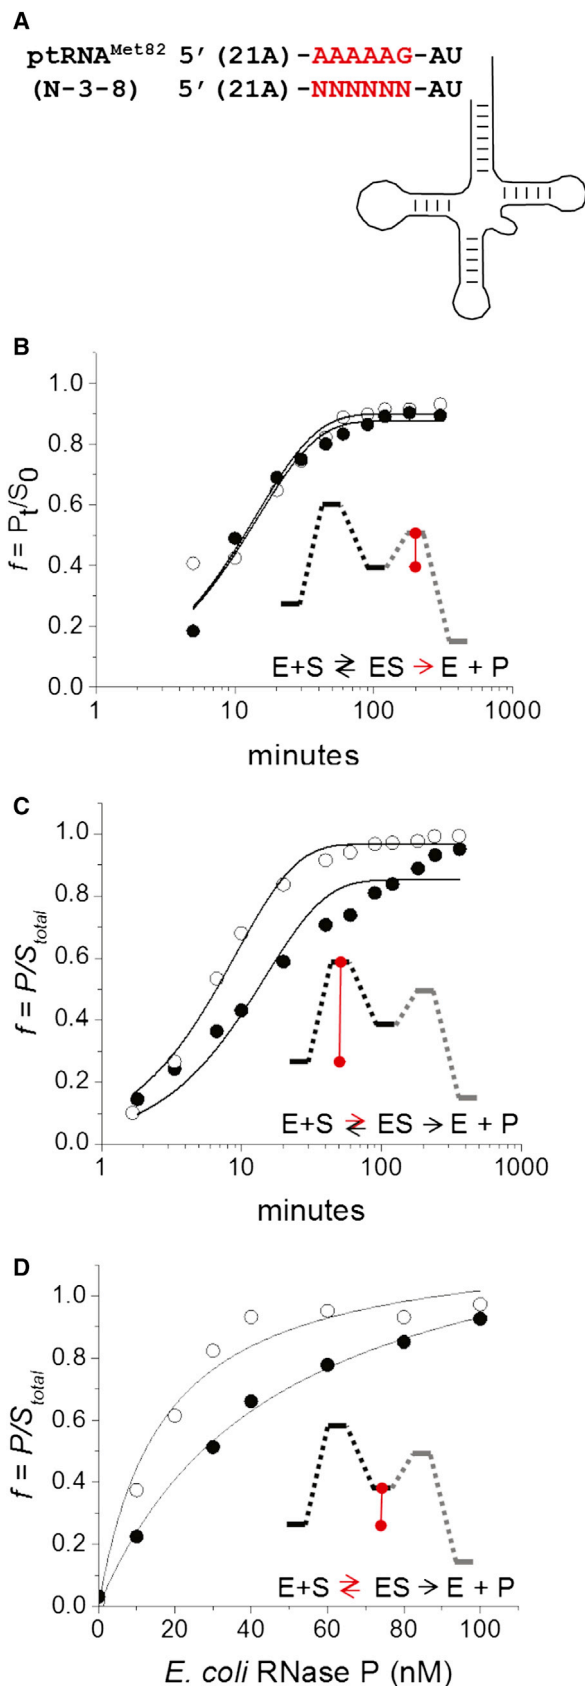 A
ptRNA^Met82 5′ (21A)-AAAAAG-AU
(N-3-8) 5′ (21A)-NNNNNN-AU
B
1.0
0.8
0.6
0.4
0.2
0.0
f = Pt/S0
E+S ⇄ ES → E + P
1 10 100 1000
minutes
C
1.0
0.8
0.6
0.4
0.2
0.0
f = P/Stotal
E+S ⇄ ES → E + P
1 10 100 1000
minutes
D
1.0
0.8
0.6
0.4
0.2
0.0
f = P/Stotal
E+S ⇄ ES → E + P
0 20 40 60 80 100
E. coli RNase P (nM)